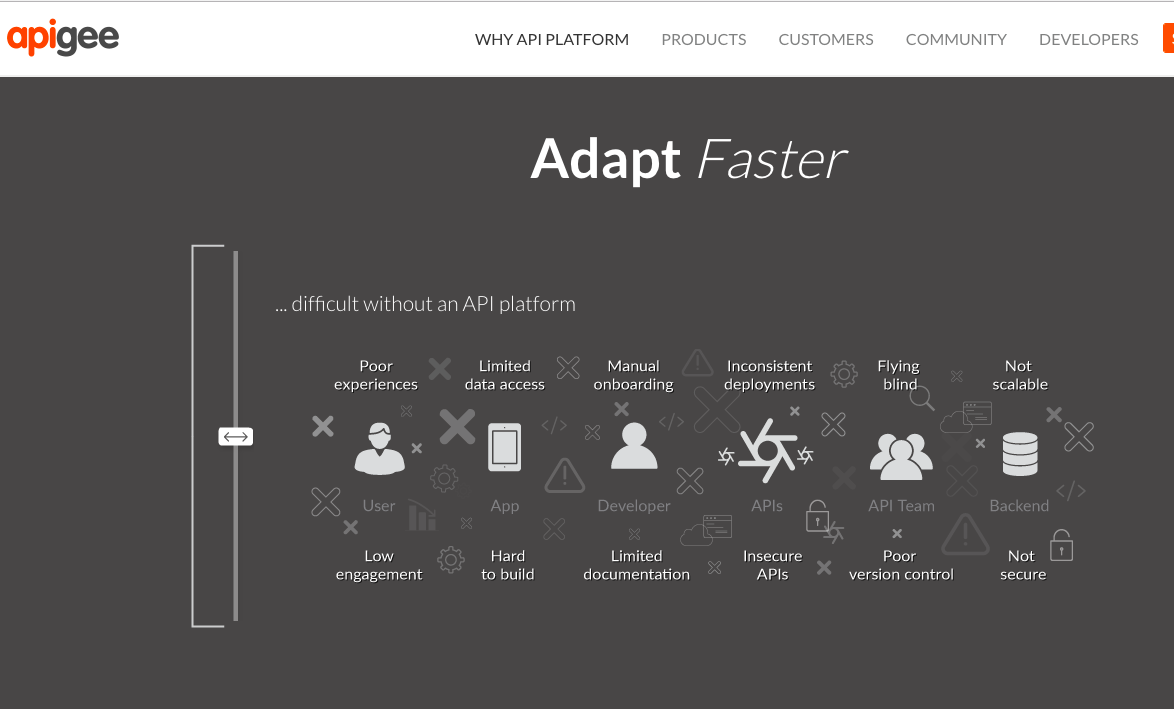 apigee
WHY API PLATFORM PRODUCTS CUSTOMERS COMMUNITY DEVELOPERS
Adapt Faster
... difficult without an API platform
Poor
experiences
Limited
data access
Manual
onboarding
Inconsistent
deployments
Flying
blind
Not
scalable
User
App
Developer
APIs
API Team
Backend
Low
engagement
Hard
to build
Limited
documentation
Insecure
APIs
Poor
version control
Not
secure